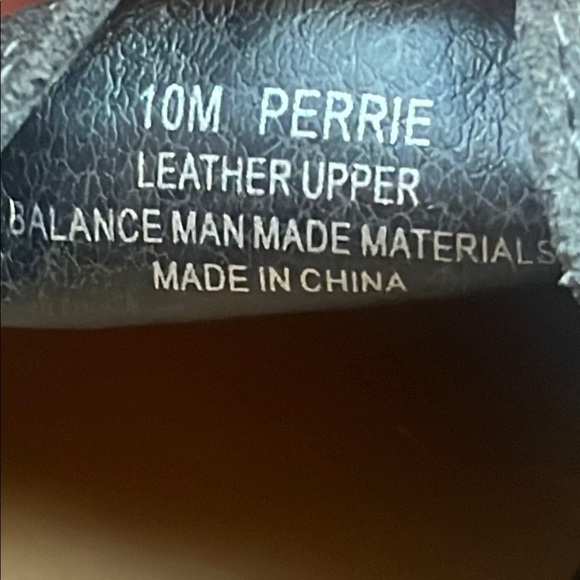 10M PERRIE
LEATHER UPPER
BALANCE MAN MADE MATERIALS
MADE IN CHINA